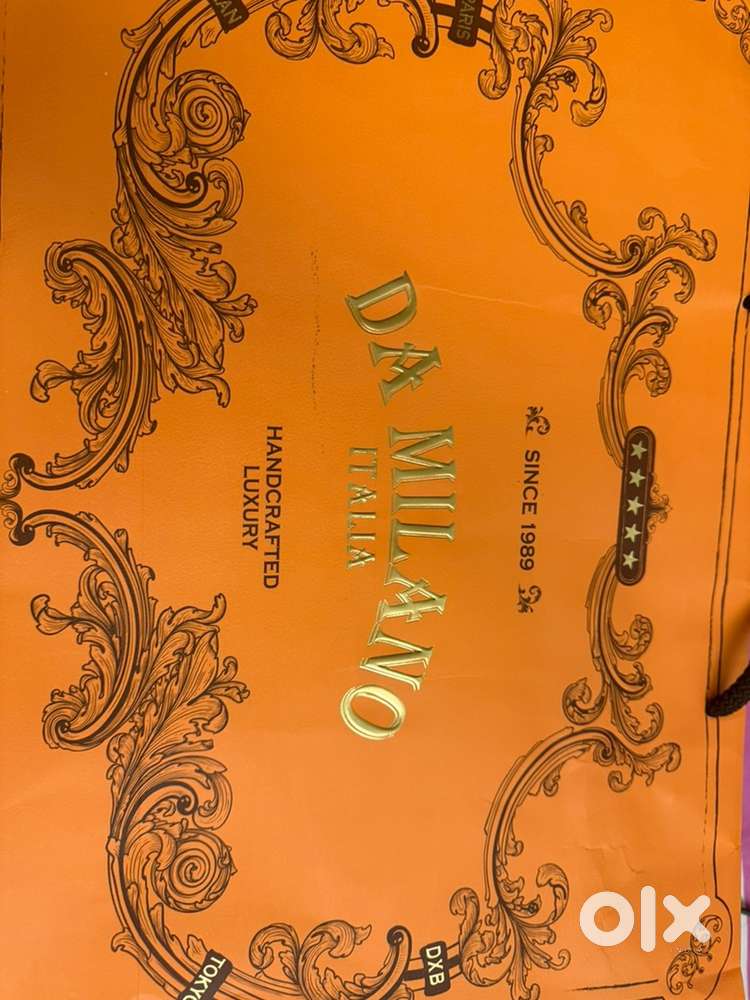 PARIS
★★★★★
SINCE 1989
DA MILANO
ITALIA
HANDCRAFTED
LUXURY
DXB
TOKYO
olx